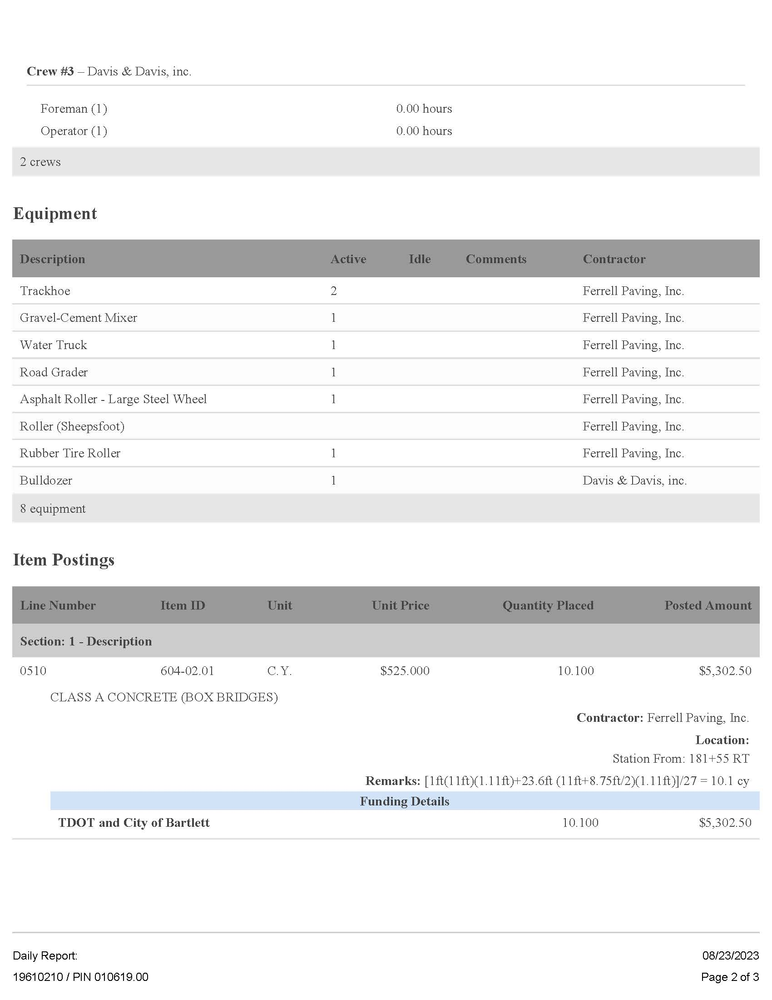 Crew #3 – Davis & Davis, inc.
Foreman (1) 0.00 hours
Operator (1) 0.00 hours
2 crews
Equipment
Description Active Idle Comments Contractor
Trackhoe 2 Ferrell Paving, Inc.
Gravel-Cement Mixer 1 Ferrell Paving, Inc.
Water Truck 1 Ferrell Paving, Inc.
Road Grader 1 Ferrell Paving, Inc.
Asphalt Roller - Large Steel Wheel 1 Ferrell Paving, Inc.
Roller (Sheepsfoot) Ferrell Paving, Inc.
Rubber Tire Roller 1 Ferrell Paving, Inc.
Bulldozer 1 Davis & Davis, inc.
8 equipment
Item Postings
Line Number Item ID Unit Unit Price Quantity Placed Posted Amount
Section: 1 - Description
0510 604-02.01 C.Y. $525.000 10.100 $5,302.50
CLASS A CONCRETE (BOX BRIDGES)
Contractor: Ferrell Paving, Inc.
Location:
Station From: 181+55 RT
Remarks: [1ft(11ft)(1.11ft)+23.6ft (11ft+8.75ft/2)(1.11ft)]/27 = 10.1 cy
Funding Details
TDOT and City of Bartlett 10.100 $5,302.50
Daily Report: 08/23/2023
19610210 / PIN 010619.00 Page 2 of 3